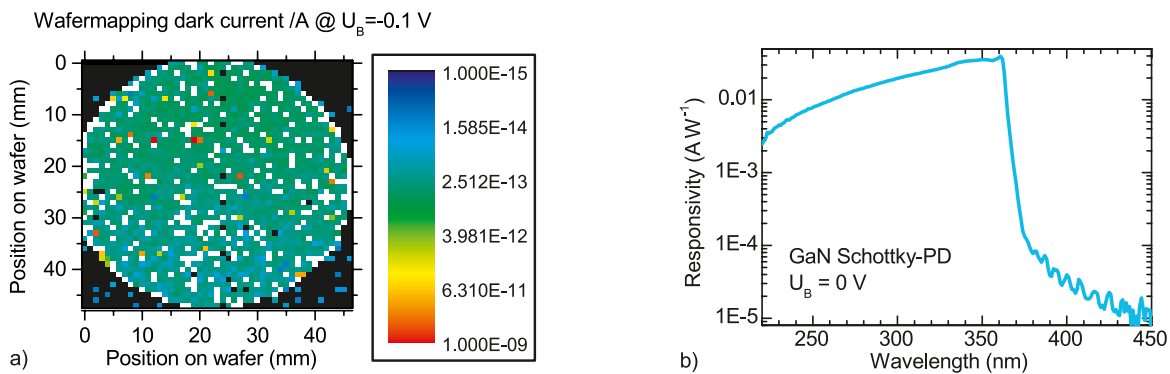 Wafermapping dark current /A @ U_B=-0.1 V
Position on wafer (mm)
0
10
20
30
40
0 10 20 30 40
Position on wafer (mm)
a)
1.000E-15
1.585E-14
2.512E-13
3.981E-12
6.310E-11
1.000E-09
Responsivity (A W⁻¹)
0.01
1E-3
1E-4
1E-5
GaN Schottky-PD
U_B = 0 V
250 300 350 400 450
Wavelength (nm)
b)